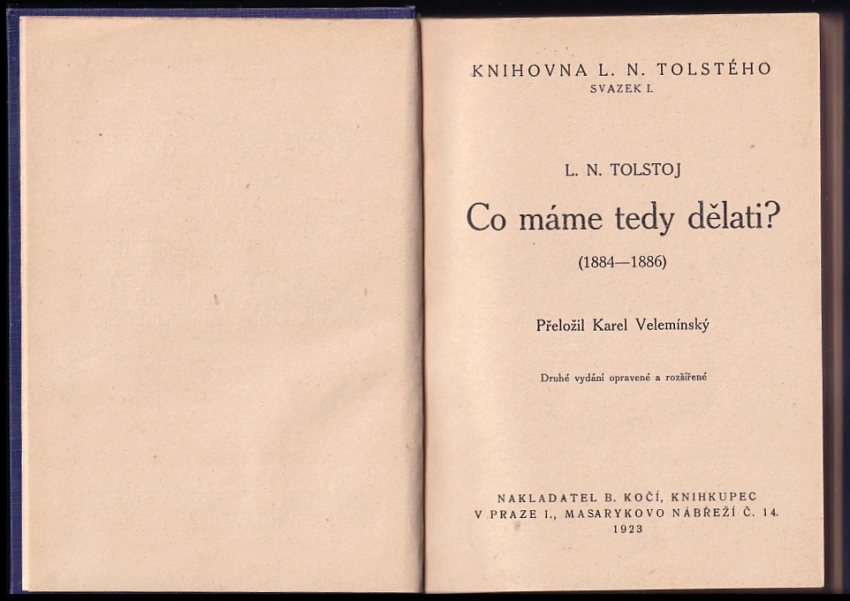 KNIHOVNA L. N. TOLSTÉHO
SVAZEK I.
L. N. TOLSTOJ
Co máme tedy dělati?
(1884—1886)
Přeložil Karel Velemínský
Druhé vydání opravené a rozšířené
NAKLADATEL B. KOČÍ, KNIHKUPEC
V PRAZE I., MASARYKOVO NÁBŘEŽÍ Č. 14.
1923